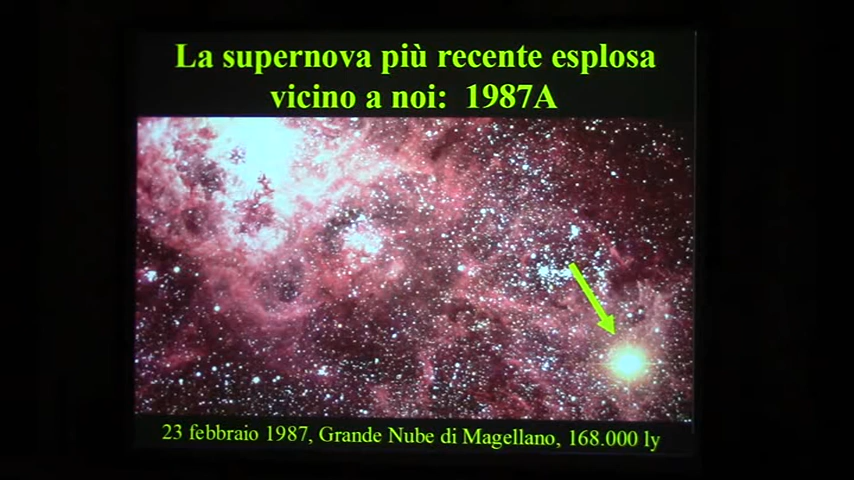 La supernova più recente esplosa
vicino a noi: 1987A
23 febbraio 1987, Grande Nube di Magellano, 168.000 ly